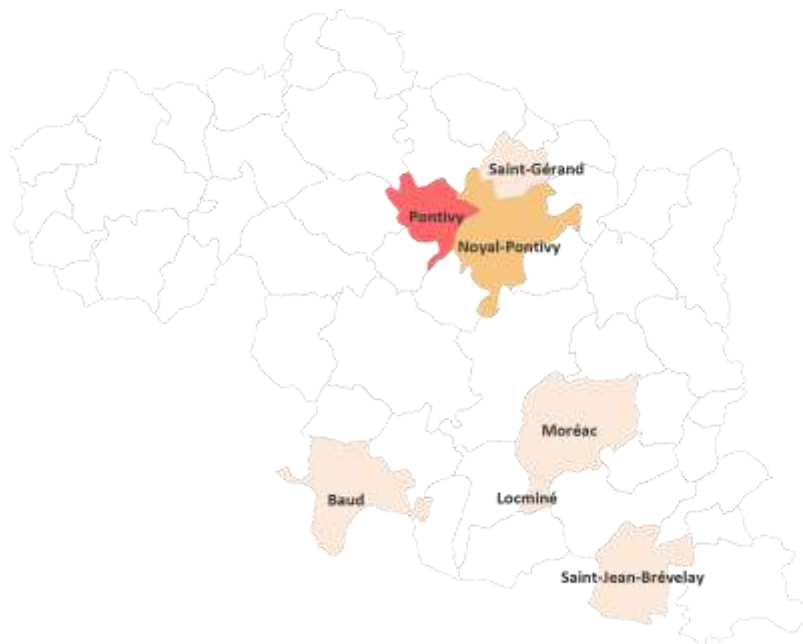 Saint-Gérand
Pontivy
Noyal-Pontivy
Moréac
Baud
Locminé
Saint-Jean-Brévelay